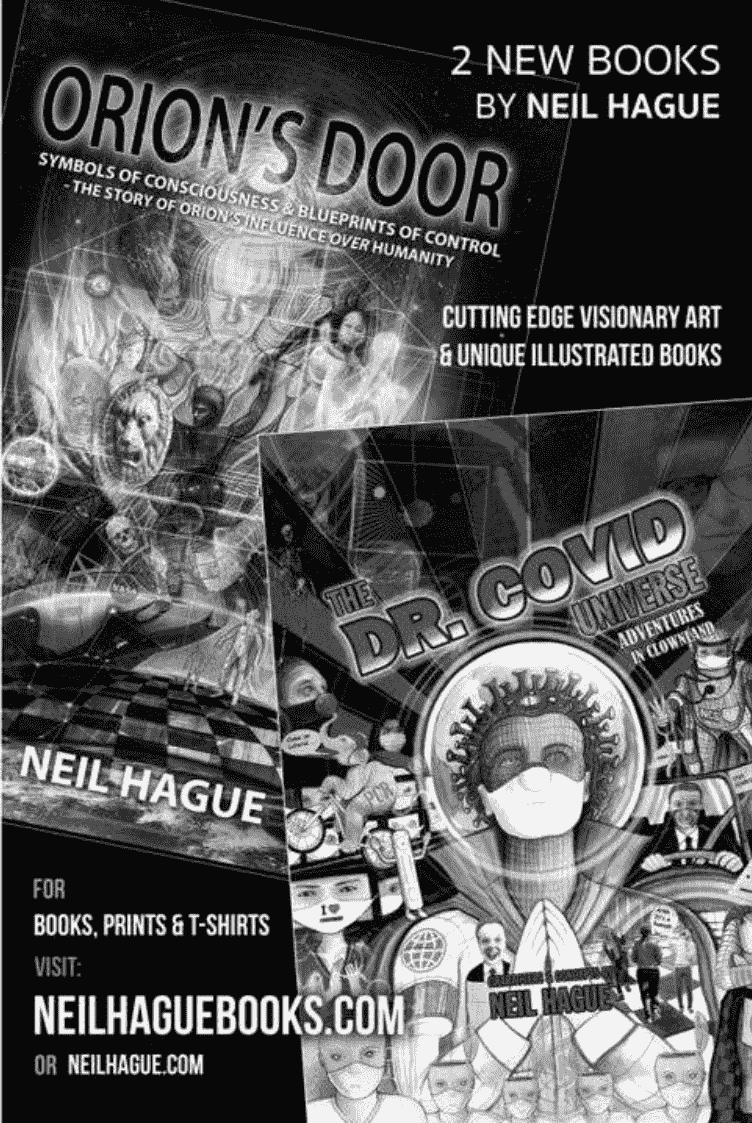 2 NEW BOOKS
BY NEIL HAGUE
ORION'S DOOR
SYMBOLS OF CONSCIOUSNESS & BLUEPRINTS OF CONTROL
- THE STORY OF ORION'S INFLUENCE OVER HUMANITY
CUTTING EDGE VISIONARY ART
& UNIQUE ILLUSTRATED BOOKS
THE
DR. COVID
UNIVERSE
ADVENTURES
IN CLOWNLAND
PCR
I
NEIL HAGUE
NEIL HAGUE
FOR
BOOKS, PRINTS & T-SHIRTS
VISIT:
NEILHAGUEBOOKS.COM
OR NEILHAGUE.COM